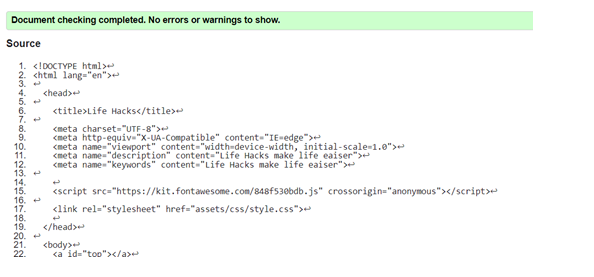 Document checking completed. No errors or warnings to show.
Source
1. <!DOCTYPE html>↩
2. <html lang="en">↩
3. ↩
4. <head>↩
5. ↩
6. <title>Life Hacks</title>↩
7. ↩
8. <meta charset="UTF-8">↩
9. <meta http-equiv="X-UA-Compatible" content="IE=edge">↩
10. <meta name="viewport" content="width=device-width, initial-scale=1.0">↩
11. <meta name="description" content="Life Hacks make life eaiser">↩
12. <meta name="keywords" content="Life Hacks make life eaiser">↩
13. ↩
14. ↩
15. <script src="https://kit.fontawesome.com/848f530bdb.js" crossorigin="anonymous"></script>↩
16. ↩
17. <link rel="stylesheet" href="assets/css/style.css">↩
18. ↩
19. </head>↩
20. ↩
21. <body>↩
22. <a id="top"></a>↩